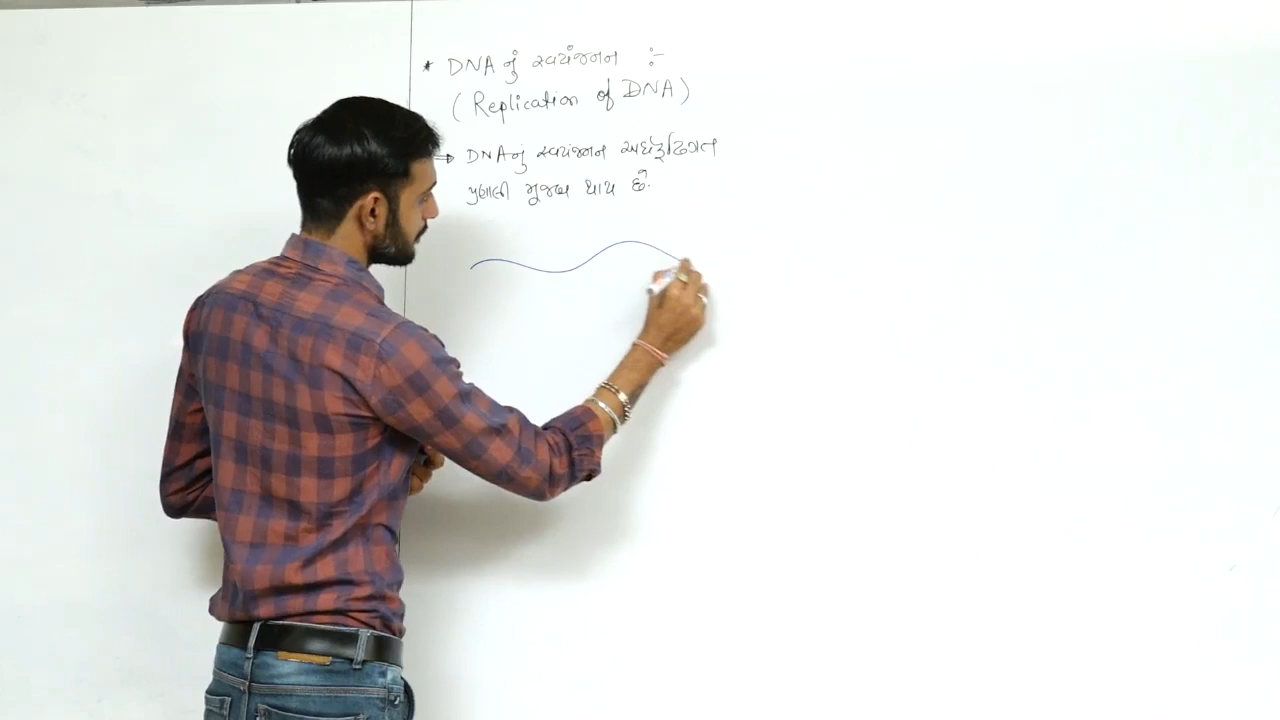 * DNA નું સ્વયંજનન :-
(Replication of DNA)
⇒ DNA નું સ્વયંજનન અર્ધરૂઢિગત
પ્રણાલી મુજબ થાય છે.